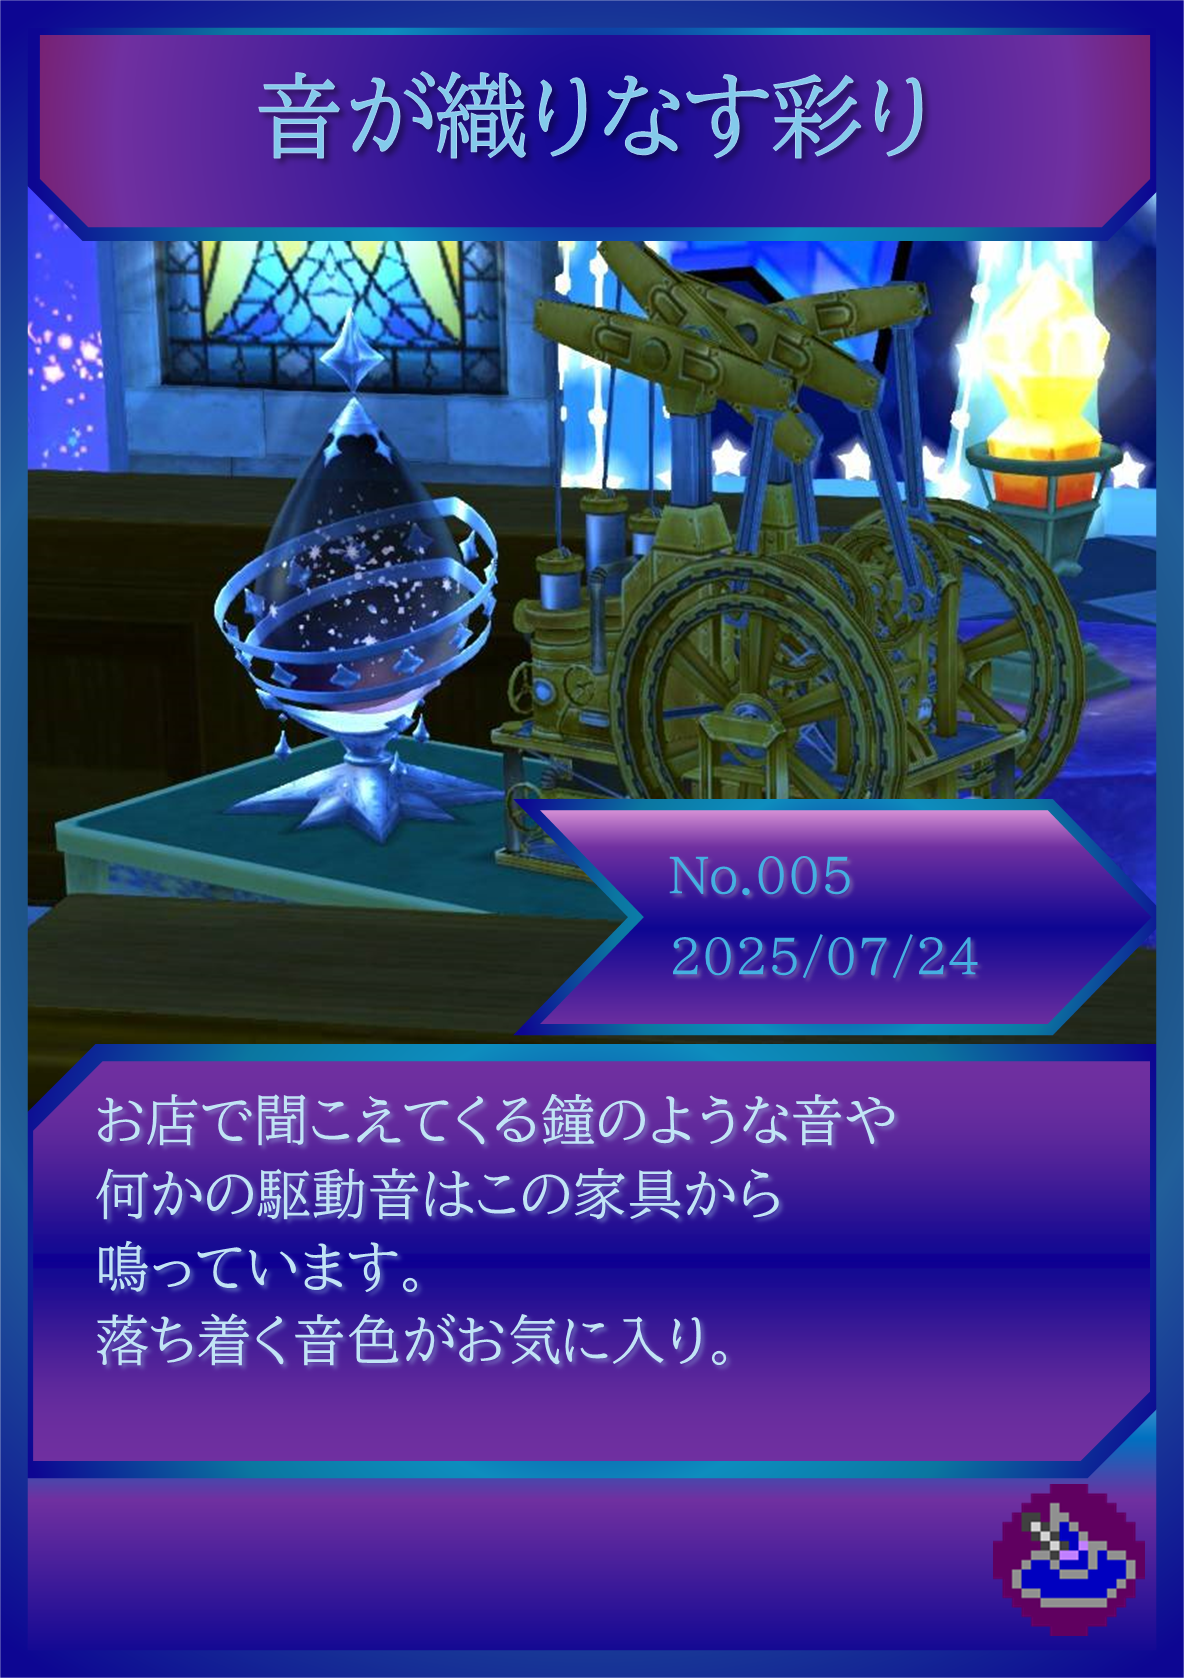 音が織りなす彩り
No.005
2025/07/24
お店で聞こえてくる鐘のような音や
何かの駆動音はこの家具から
鳴っています。
落ち着く音色がお気に入り。